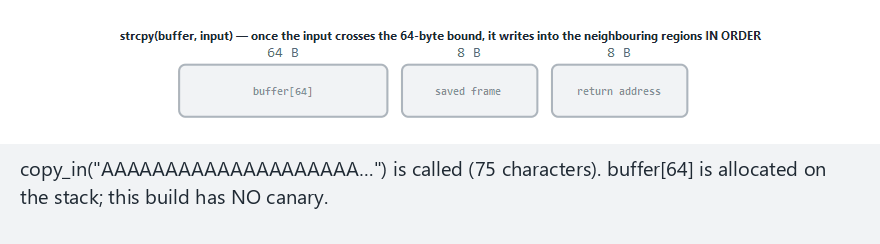 strcpy(buffer, input) — once the input crosses the 64-byte bound, it writes into the neighbouring regions IN ORDER
64 B 8 B 8 B
buffer[64] saved frame return address
copy_in("AAAAAAAAAAAAAAAAAAAA…") is called (75 characters). buffer[64] is allocated on
the stack; this build has NO canary.